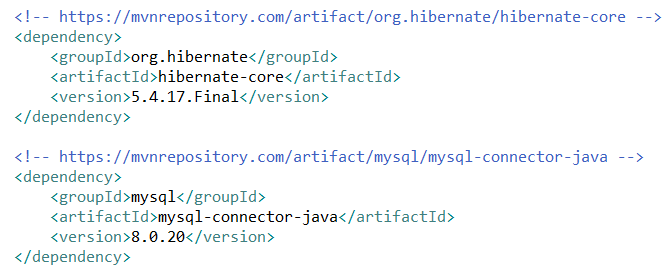 <!-- https://mvnrepository.com/artifact/org.hibernate/hibernate-core -->
<dependency>
    <groupId>org.hibernate</groupId>
    <artifactId>hibernate-core</artifactId>
    <version>5.4.17.Final</version>
</dependency>

<!-- https://mvnrepository.com/artifact/mysql/mysql-connector-java -->
<dependency>
    <groupId>mysql</groupId>
    <artifactId>mysql-connector-java</artifactId>
    <version>8.0.20</version>
</dependency>